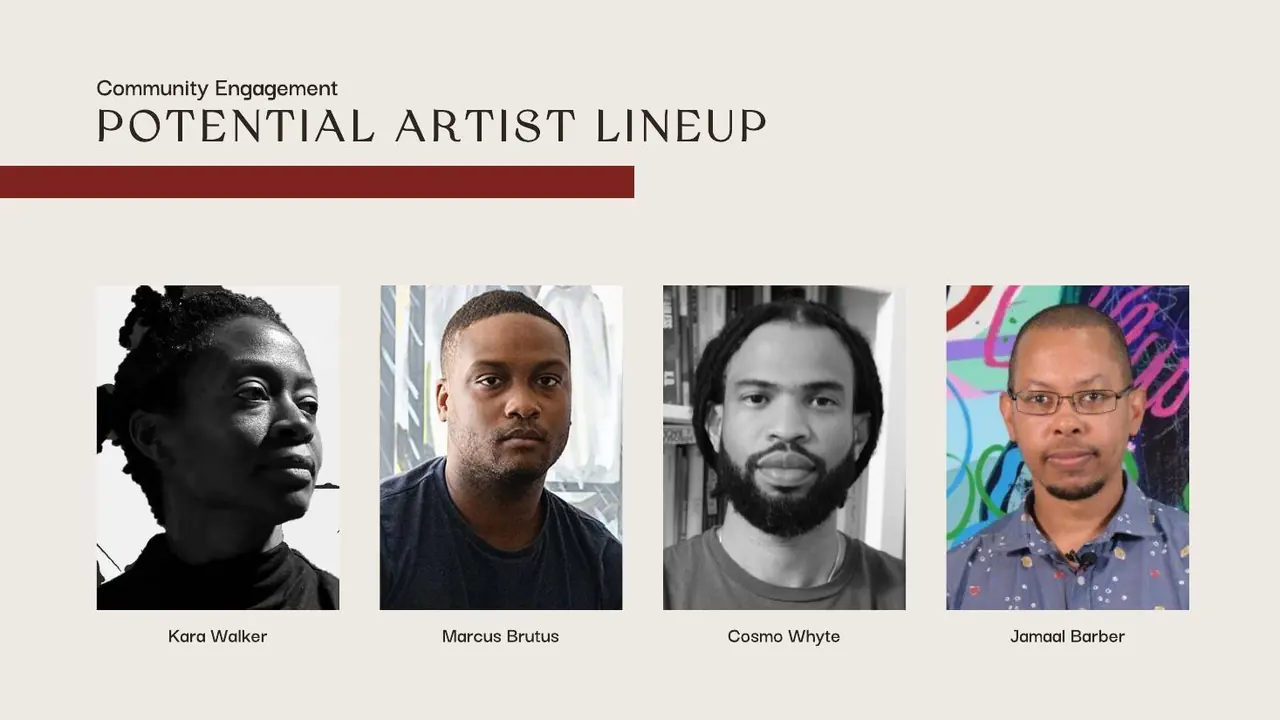 Community Engagement
POTENTIAL ARTIST LINEUP
Kara Walker
Marcus Brutus
Cosmo Whyte
Jamaal Barber